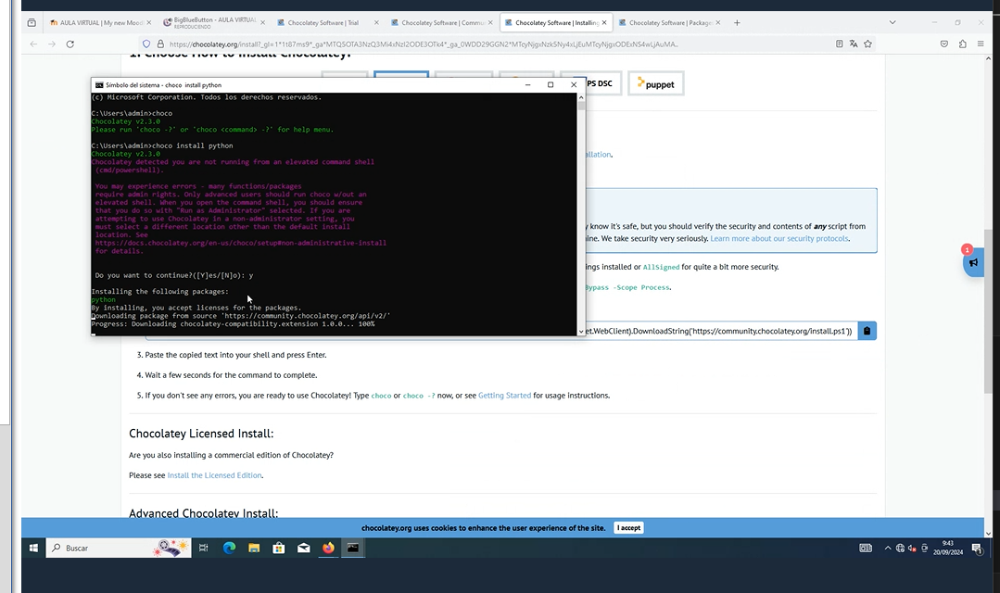 AULA VIRTUAL | My new Mood
BigBlueButton - AULA VIRTUAL
REPRODUCIENDO
Chocolatey Software | Trial
Chocolatey Software | Commu
Chocolatey Software | Installing
Chocolatey Software | Package
1. Choose How to Install Chocolatey:
PS DSC
puppet
Símbolo del sistema - choco install python
(c) Microsoft Corporation. Todos los derechos reservados.
C:\Users\admin>choco
Chocolatey v2.3.0
Please run 'choco -?' or 'choco <command> -?' for help menu.
C:\Users\admin>choco install python
Chocolatey v2.3.0
Chocolatey detected you are not running from an elevated command shell
(cmd/powershell).
You may experience errors - many functions/packages
require admin rights. Only advanced users should run choco w/out an
elevated shell. When you open the command shell, you should ensure
that you do so with "Run as Administrator" selected. If you are
attempting to use Chocolatey in a non-administrator setting, you
must select a different location other than the default install
location. See
https://docs.chocolatey.org/en-us/choco/setup#non-administrative-install
for details.
Do you want to continue?([Y]es/[N]o): y
Installing the following packages:
python
By installing, you accept licenses for the packages.
Downloading package from source 'https://community.chocolatey.org/api/v2/'
Progress: Downloading chocolatey-compatibility.extension 1.0.0... 100%
allation.
y know it's safe, but you should verify the security and contents of any script from
ine. We take security very seriously. Learn more about our security protocols.
ings installed or AllSigned for quite a bit more security.
Bypass -Scope Process.
et.WebClient).DownloadString('https://community.chocolatey.org/install.ps1'))
1
3. Paste the copied text into your shell and press Enter.
4. Wait a few seconds for the command to complete.
5. If you don't see any errors, you are ready to use Chocolatey! Type choco or choco -? now, or see Getting Started for usage instructions.
Chocolatey Licensed Install:
Are you also installing a commercial edition of Chocolatey?
Please see Install the Licensed Edition.
Advanced Chocolatey Install:
chocolatey.org uses cookies to enhance the user experience of the site.
I accept
Buscar
9:43
20/09/2024